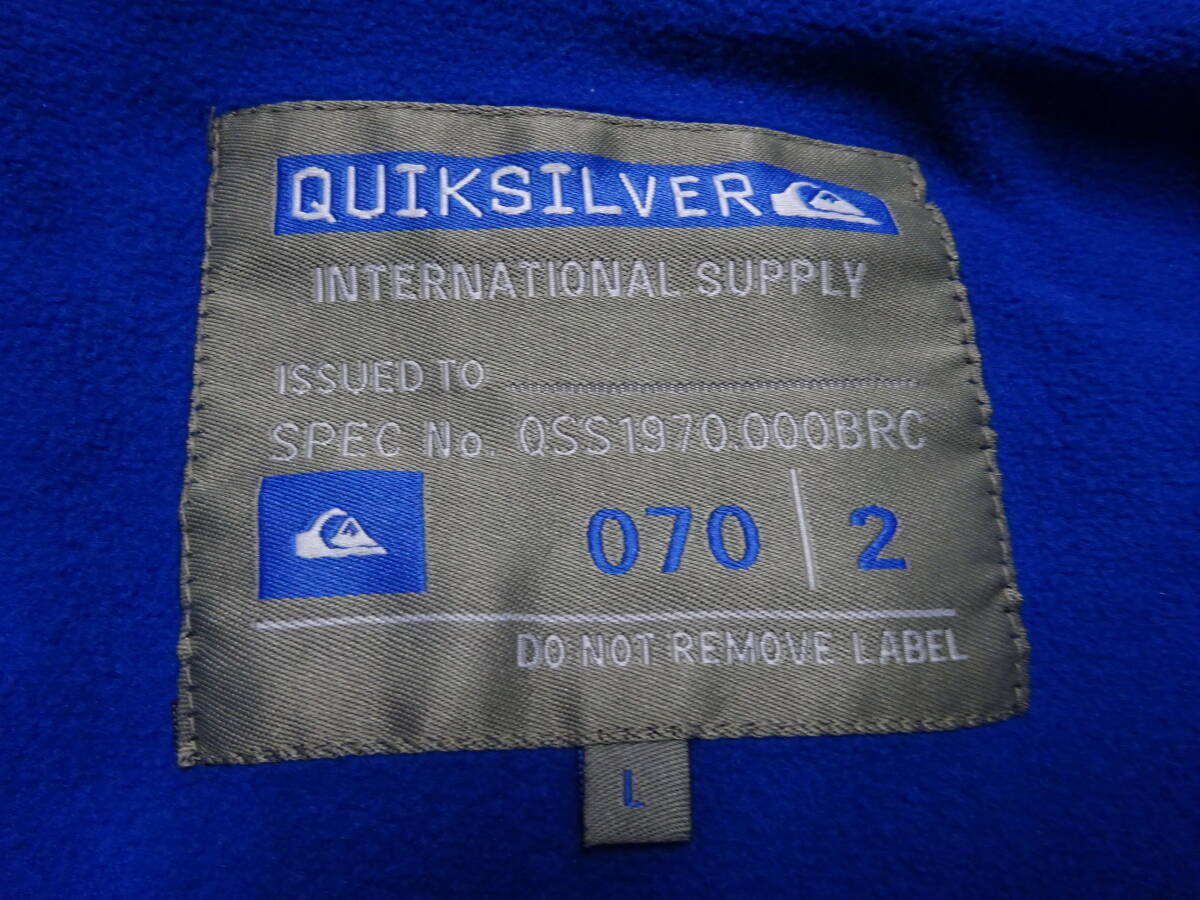 QUIKSILVER
INTERNATIONAL SUPPLY
ISSUED TO
SPEC No. QSS1970.000BRC
070 | 2
DO NOT REMOVE LABEL
L